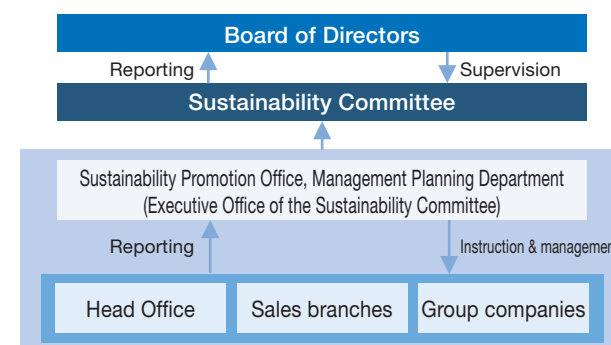 Board of Directors
Reporting
Supervision
Sustainability Committee
Sustainability Promotion Office, Management Planning Department
(Executive Office of the Sustainability Committee)
Reporting
Instruction & managemen
Head Office
Sales branches
Group companies